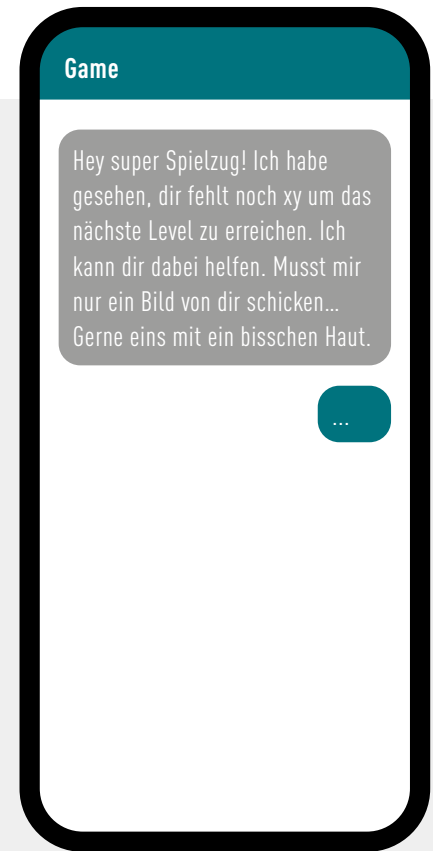 Game
Hey super Spielzug! Ich habe
gesehen, dir fehlt noch xy um das
nächste Level zu erreichen. Ich
kann dir dabei helfen. Musst mir
nur ein Bild von dir schicken...
Gerne eins mit ein bisschen Haut.
...